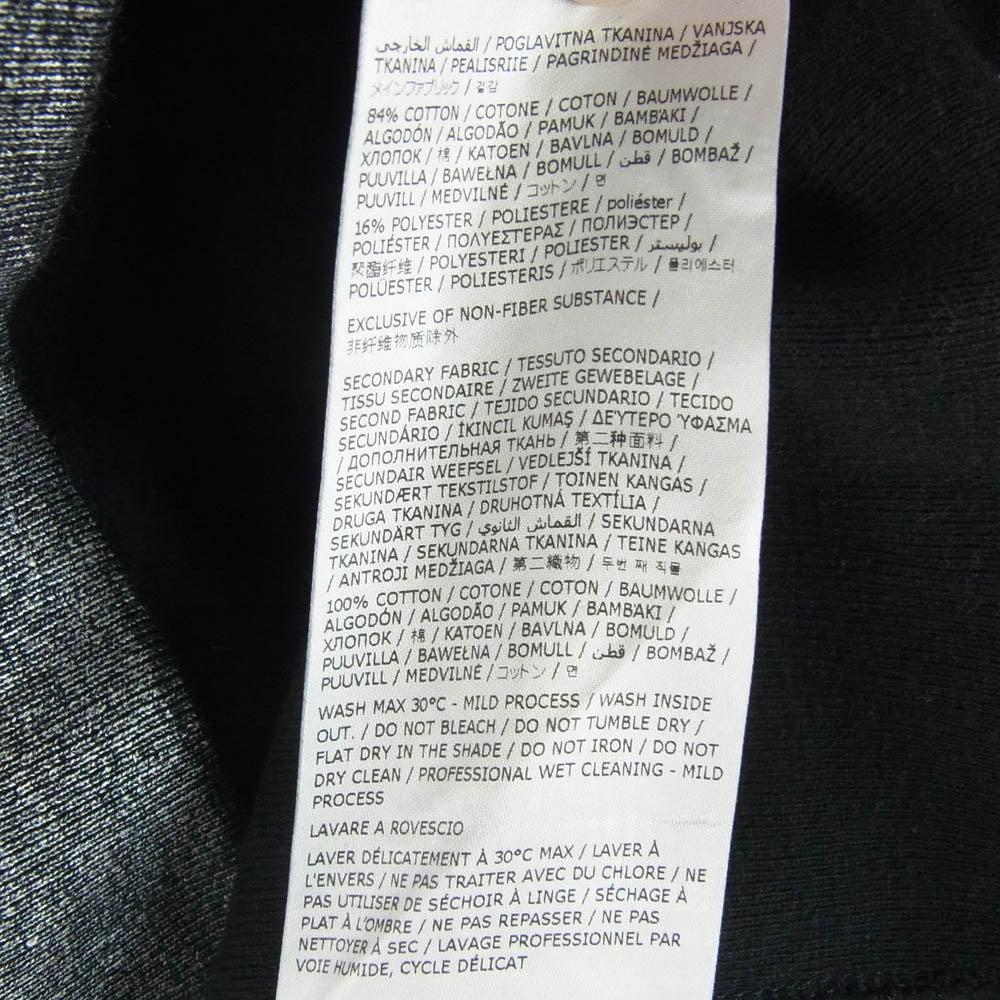 القماش الخارجي / POGLAVITNA TKANINA / VANJSKA
TKANINA / PEALISRIIE / PAGRINDINĖ MEDŽIAGA /
メインファブリック / 겉감
84% COTTON / COTONE / COTON / BAUMWOLLE /
ALGODÓN / ALGODÃO / PAMUK / ΒΑΜΒΆΚΙ /
ХЛОПОК / 棉 / KATOEN / BAVLNA / BOMULD /
PUUVILLA / BAWEŁNA / BOMULL / قطن / BOMBAŽ /
PUUVILL / MEDVILNĖ / コットン / 면
16% POLYESTER / POLIESTERE / poliéster /
POLIÉSTER / ΠΟΛΥΕΣΤΕΡΑΣ / ПОЛИЭСТЕР /
聚酯纤维 / POLYESTERI / POLIESTER / بوليستر /
POLÜESTER / POLIESTERIS / ポリエステル / 폴리에스터
EXCLUSIVE OF NON-FIBER SUBSTANCE /
非纤维物质除外
SECONDARY FABRIC / TESSUTO SECONDARIO /
TISSU SECONDAIRE / ZWEITE GEWEBELAGE /
SECOND FABRIC / TEJIDO SECUNDARIO / TECIDO
SECUNDÁRIO / İKINCIL KUMAŞ / ΔΕΎΤΕΡΟ ΎΦΑΣΜΑ
/ ДОПОЛНИТЕЛЬНАЯ ТКАНЬ / 第二种面料 /
SECUNDAIR WEEFSEL / VEDLEJŠÍ TKANINA /
SEKUNDÆRT TEKSTILSTOF / TOINEN KANGAS /
DRUGA TKANINA / DRUHOTNÁ TEXTÍLIA /
SEKUNDÄRT TYG / القماش الثانوي / SEKUNDARNA
TKANINA / SEKUNDARNA TKANINA / TEINE KANGAS
/ ANTROJI MEDŽIAGA / 第二織物 / 두번 째 직물
100% COTTON / COTONE / COTON / BAUMWOLLE /
ALGODÓN / ALGODÃO / PAMUK / ΒΑΜΒΑΚΙ /
ХЛОПОК / 棉 / KATOEN / BAVLNA / BOMULD /
PUUVILLA / BAWEŁNA / BOMULL / قطن / BOMBAŽ /
PUUVILL / MEDVILNĖ / コットン / 면
WASH MAX 30°C - MILD PROCESS / WASH INSIDE
OUT. / DO NOT BLEACH / DO NOT TUMBLE DRY /
FLAT DRY IN THE SHADE / DO NOT IRON / DO NOT
DRY CLEAN / PROFESSIONAL WET CLEANING - MILD
PROCESS
LAVARE A ROVESCIO
LAVER DÉLICATEMENT À 30°C MAX / LAVER À
L'ENVERS / NE PAS TRAITER AVEC DU CHLORE / NE
PAS UTILISER DE SÉCHOIR À LINGE / SÉCHAGE À
PLAT À L'OMBRE / NE PAS REPASSER / NE PAS
NETTOYER À SEC / LAVAGE PROFESSIONNEL PAR
VOIE HUMIDE, CYCLE DÉLICAT